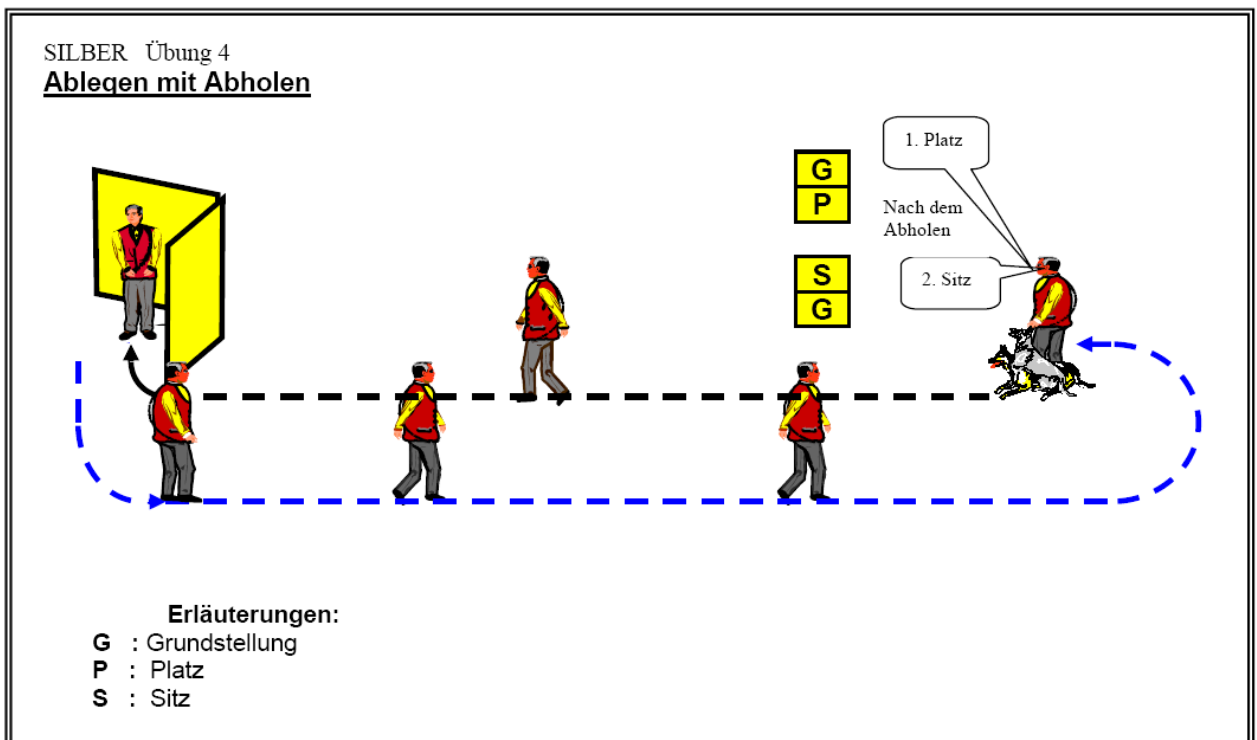 SILBER Übung 4
Ablegen mit Abholen
1. Platz
G
P
Nach dem
Abholen
S
G
2. Sitz
Erläuterungen:
G : Grundstellung
P : Platz
S : Sitz